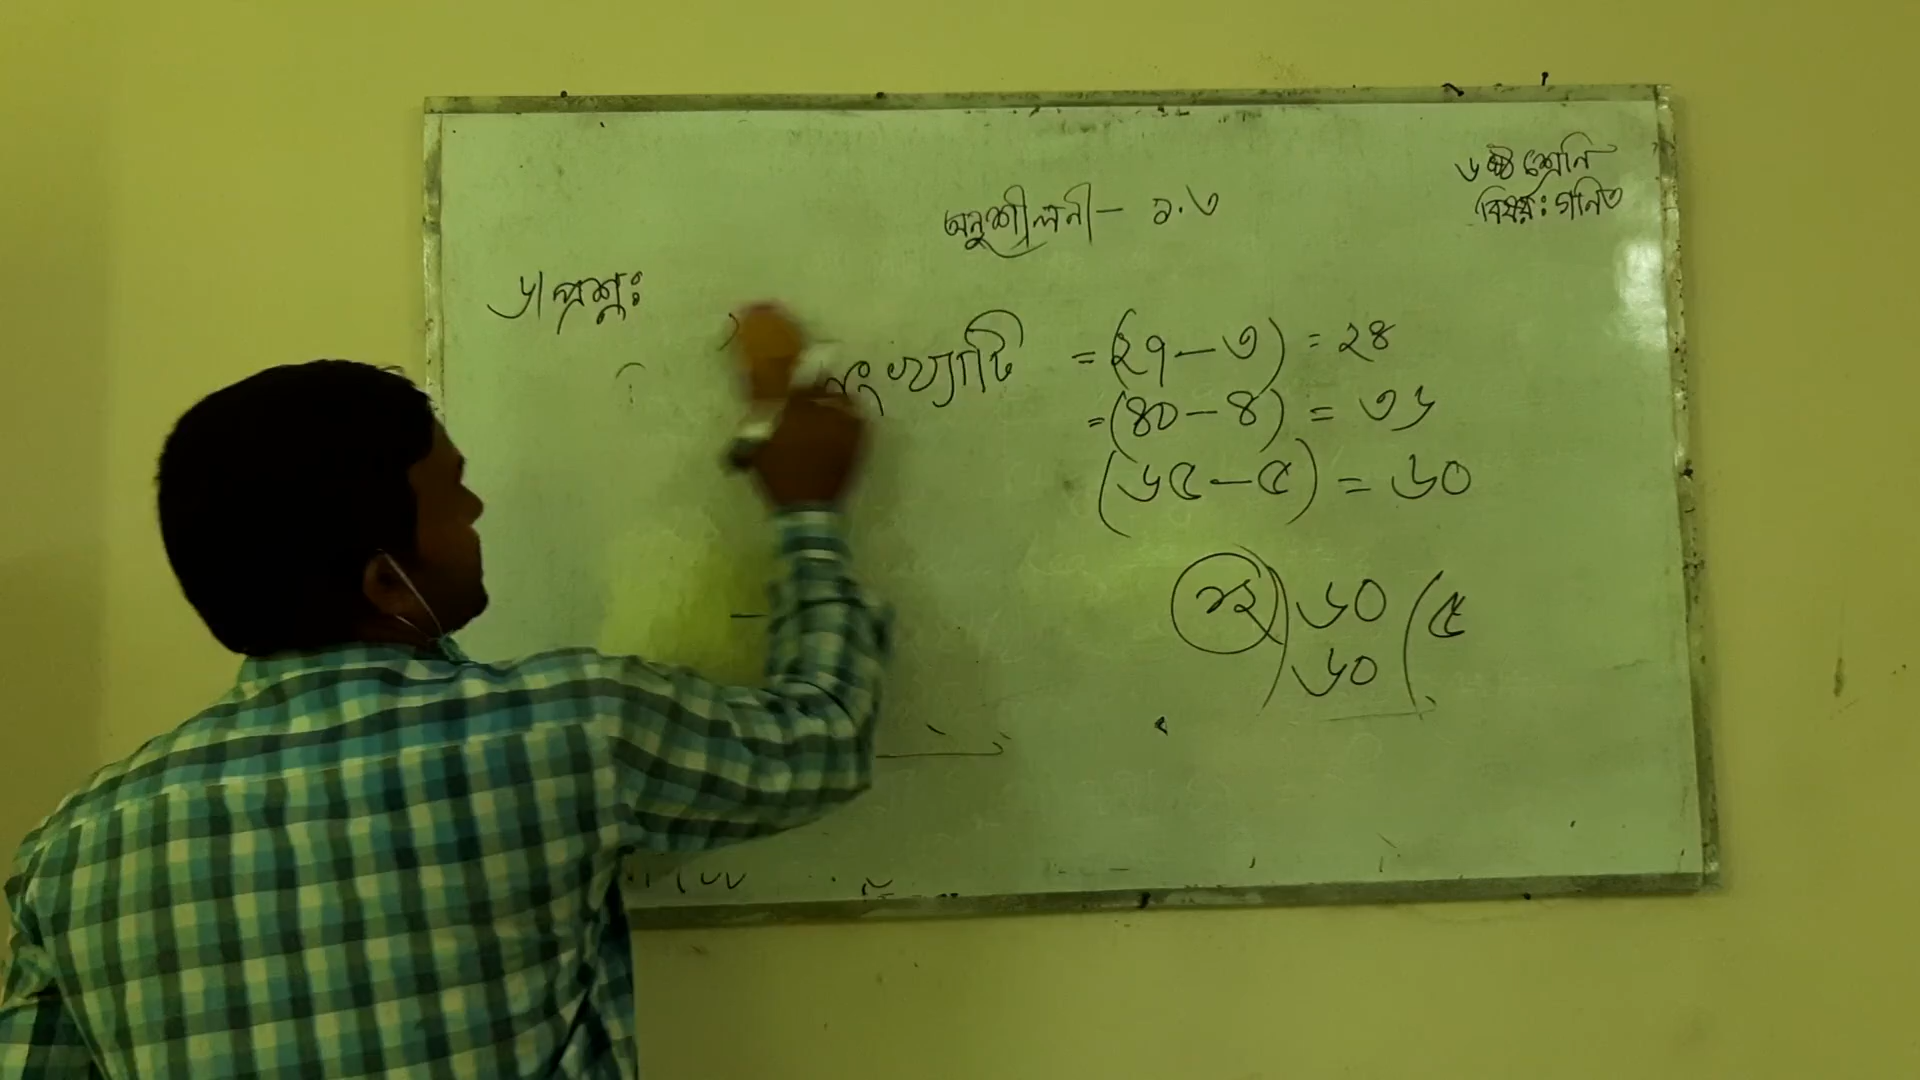 ৬ষ্ঠ শ্রেনি
বিষয়: গনিত
অনুশীলনী - ১.৩
৬। প্রশ্ন:
সংখ্যাটি = (২৭ - ৩) = ২৪
= (৪০ - ৪) = ৩৬
(৬৫ - ৫) = ৬০
১২) ৬০ (৫
৬০